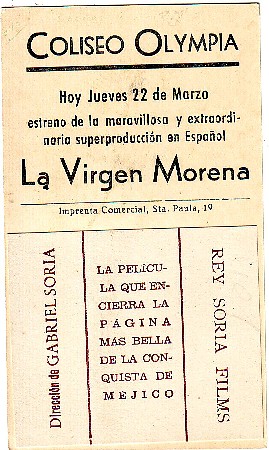 COLISEO OLYMPIA
Hoy Jueves 22 de Marzo
estreno de la maravillosa y extraordi-
naria superproducción en Español
La Virgen Morena
Imprenta Comercial, Sta. Paula, 19
Dirección de GABRIEL SORIA
LA PELÍCU-
LA QUE EN-
CIERRA LA
PÁGINA
MÁS BELLA
DE LA CON-
QUISTA DE
MÉJICO
REY SORIA FILMS